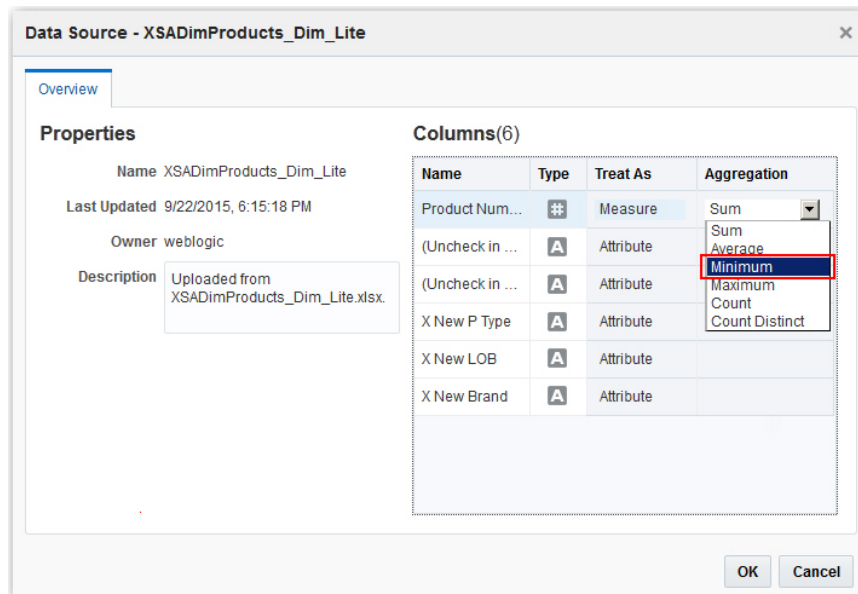 Data Source - XSADimProducts_Dim_Lite
Overview
Properties
Name XSADimProducts_Dim_Lite
Last Updated 9/22/2015, 6:15:18 PM
Owner weblogic
Description Uploaded from
XSADimProducts_Dim_Lite.xlsx.
Columns(6)
Name Type Treat As Aggregation
Product Num... # Measure Sum
(Uncheck in ... A Attribute
(Uncheck in ... A Attribute
X New P Type A Attribute
X New LOB A Attribute
X New Brand A Attribute
Sum
Average
Minimum
Maximum
Count
Count Distinct
OK Cancel